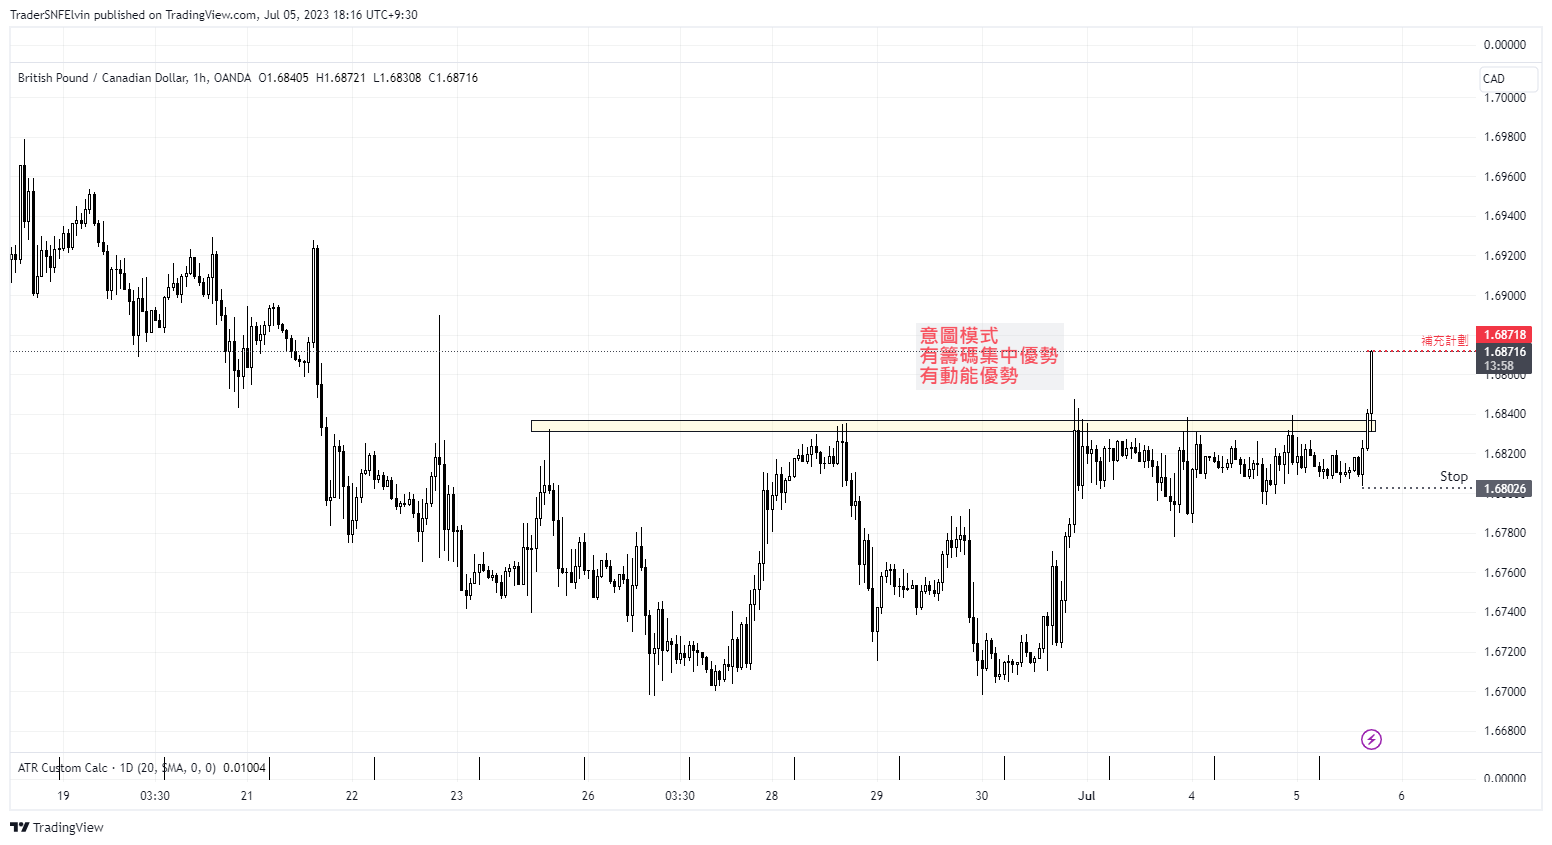 TraderSNFElvin published on TradingView.com, Jul 05, 2023 18:16 UTC+9:30
0.00000
British Pound / Canadian Dollar, 1h, OANDA O1.68405 H1.68721 L1.68308 C1.68716
CAD
1.70000
1.69800
1.69600
1.69400
1.69200
1.69000
意圖模式
有籌碼集中優勢
有動能優勢
補充計劃
1.68718
1.68716
13:58
1.68600
1.68400
1.68200
Stop
1.68026
1.67800
1.67600
1.67400
1.67200
1.67000
1.66800
ATR Custom Calc · 1D (20, SMA, 0, 0) 0.01004
0.00000
19 03:30 21 22 23 26 03:30 28 29 30 Jul 4 5 6
TradingView